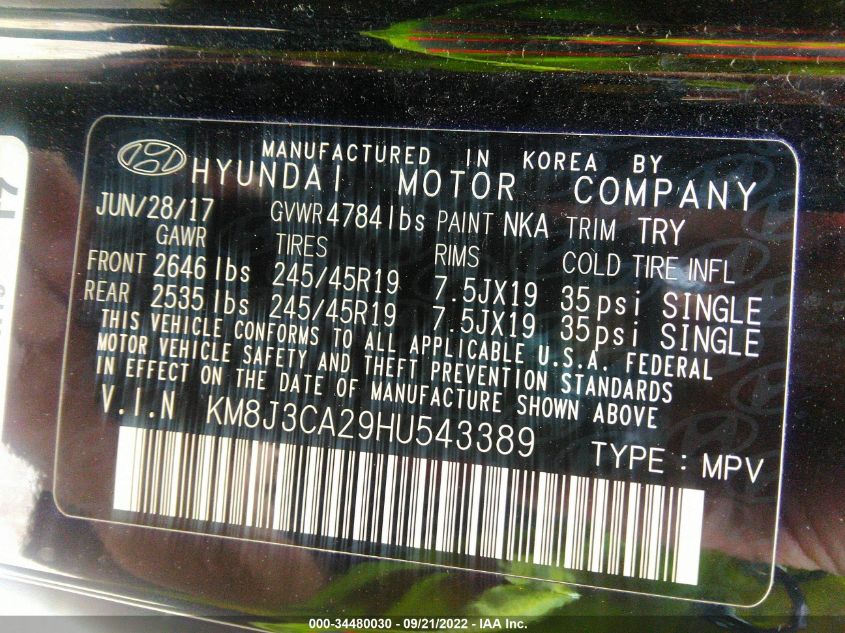 MANUFACTURED IN KOREA BY
HYUNDAI MOTOR COMPANY
JUN/28/17 GVWR 4784 lbs PAINT NKA TRIM TRY
GAWR TIRES RIMS COLD TIRE INFL
FRONT 2646 lbs 245/45R19 7.5JX19 35psi SINGLE
REAR 2535 lbs 245/45R19 7.5JX19 35psi SINGLE
THIS VEHICLE CONFORMS TO ALL APPLICABLE U.S.A. FEDERAL
MOTOR VEHICLE SAFETY AND THEFT PREVENTION STANDARDS
IN EFFECT ON THE DATE OF MANUFACTURE SHOWN ABOVE
V.I.N KM8J3CA29HU543389 TYPE : MPV
000-34480030 - 09/21/2022 - IAA Inc.